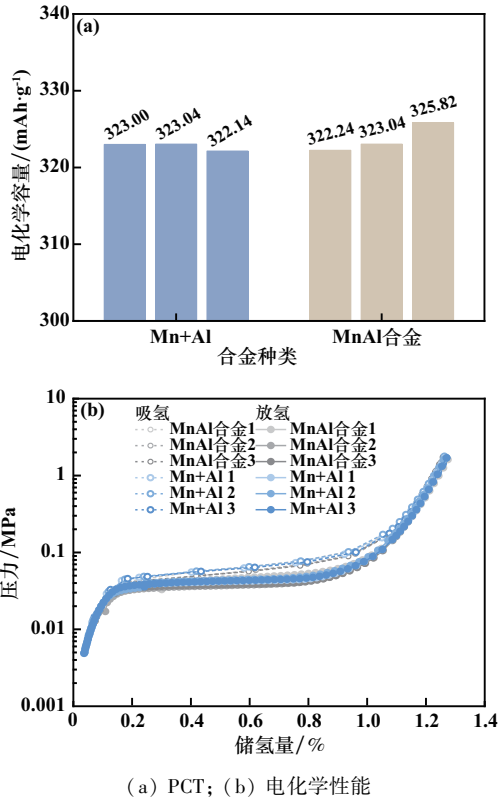 (a)
340
330
320
310
300
电化学容量/(mAh·g⁻¹)
323.00 323.04 322.14 322.24 323.04 325.82
Mn+Al MnAl合金
合金种类
(b)
吸氢 放氢
MnAl合金1 MnAl合金1
MnAl合金2 MnAl合金2
MnAl合金3 MnAl合金3
Mn+Al 1 Mn+Al 1
Mn+Al 2 Mn+Al 2
Mn+Al 3 Mn+Al 3
10
1
0.1
0.01
0.001
压力/MPa
0 0.2 0.4 0.6 0.8 1.0 1.2 1.4
储氢量/%
(a) PCT; (b) 电化学性能